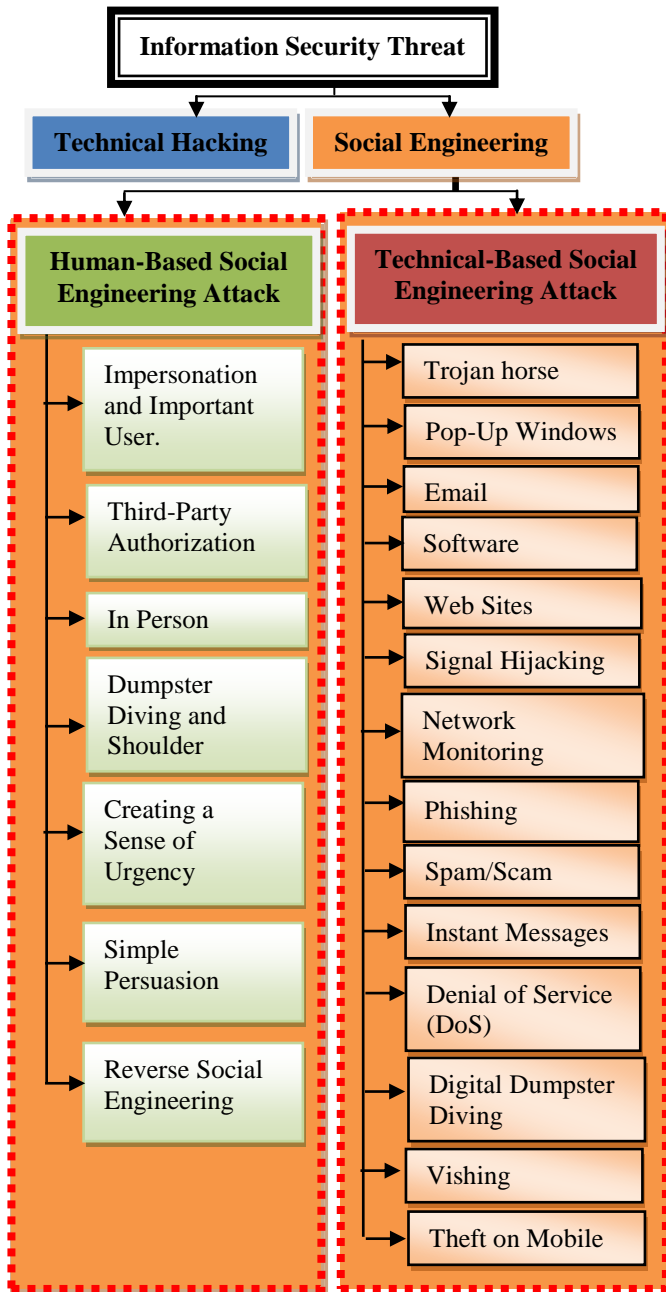 Information Security Threat
Technical Hacking
Social Engineering
Human-Based Social
Engineering Attack
Impersonation
and Important
User.
Third-Party
Authorization
In Person
Dumpster
Diving and
Shoulder
Creating a
Sense of
Urgency
Simple
Persuasion
Reverse Social
Engineering
Technical-Based Social
Engineering Attack
Trojan horse
Pop-Up Windows
Email
Software
Web Sites
Signal Hijacking
Network
Monitoring
Phishing
Spam/Scam
Instant Messages
Denial of Service
(DoS)
Digital Dumpster
Diving
Vishing
Theft on Mobile